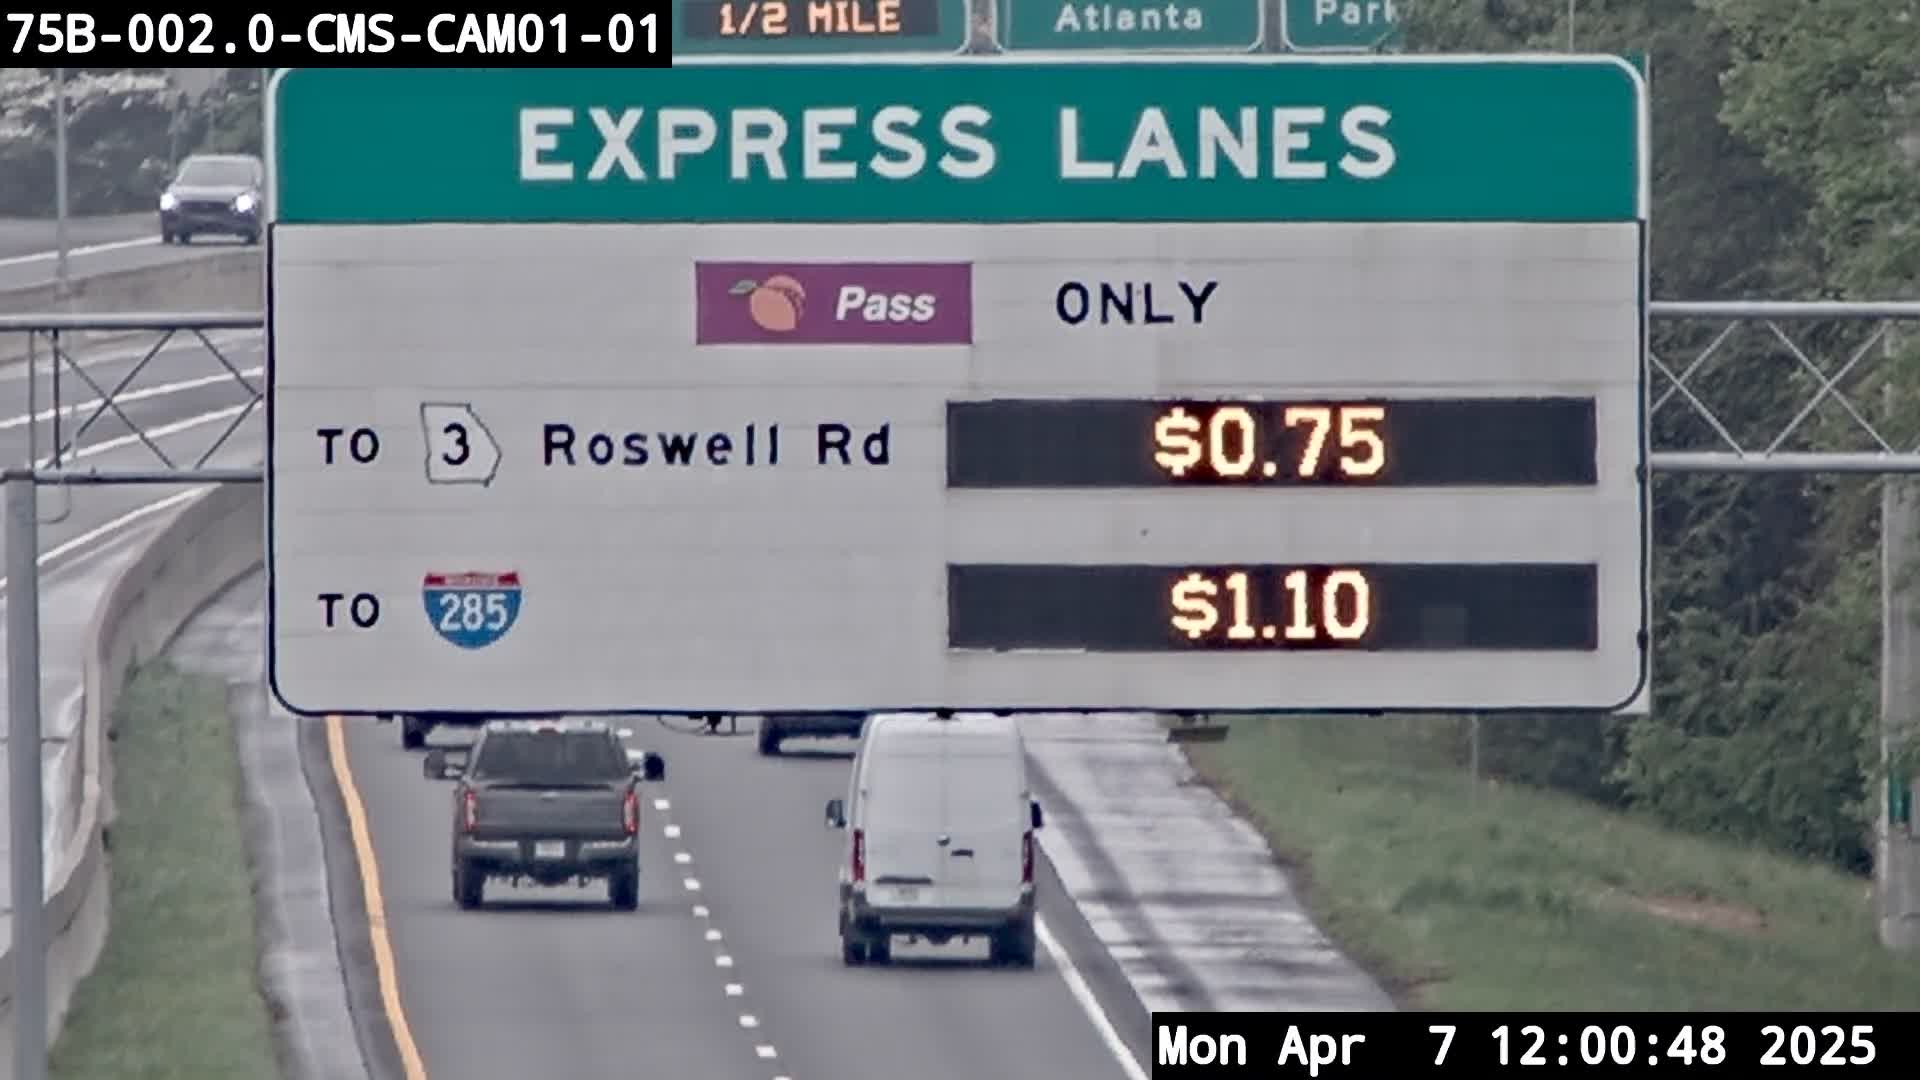 75B-002.0-CMS-CAM01-01
1/2 MILE
Atlanta
Park
EXPRESS LANES
Pass ONLY
TO 3 Roswell Rd $0.75
TO 285 $1.10
Mon Apr 7 12:00:48 2025